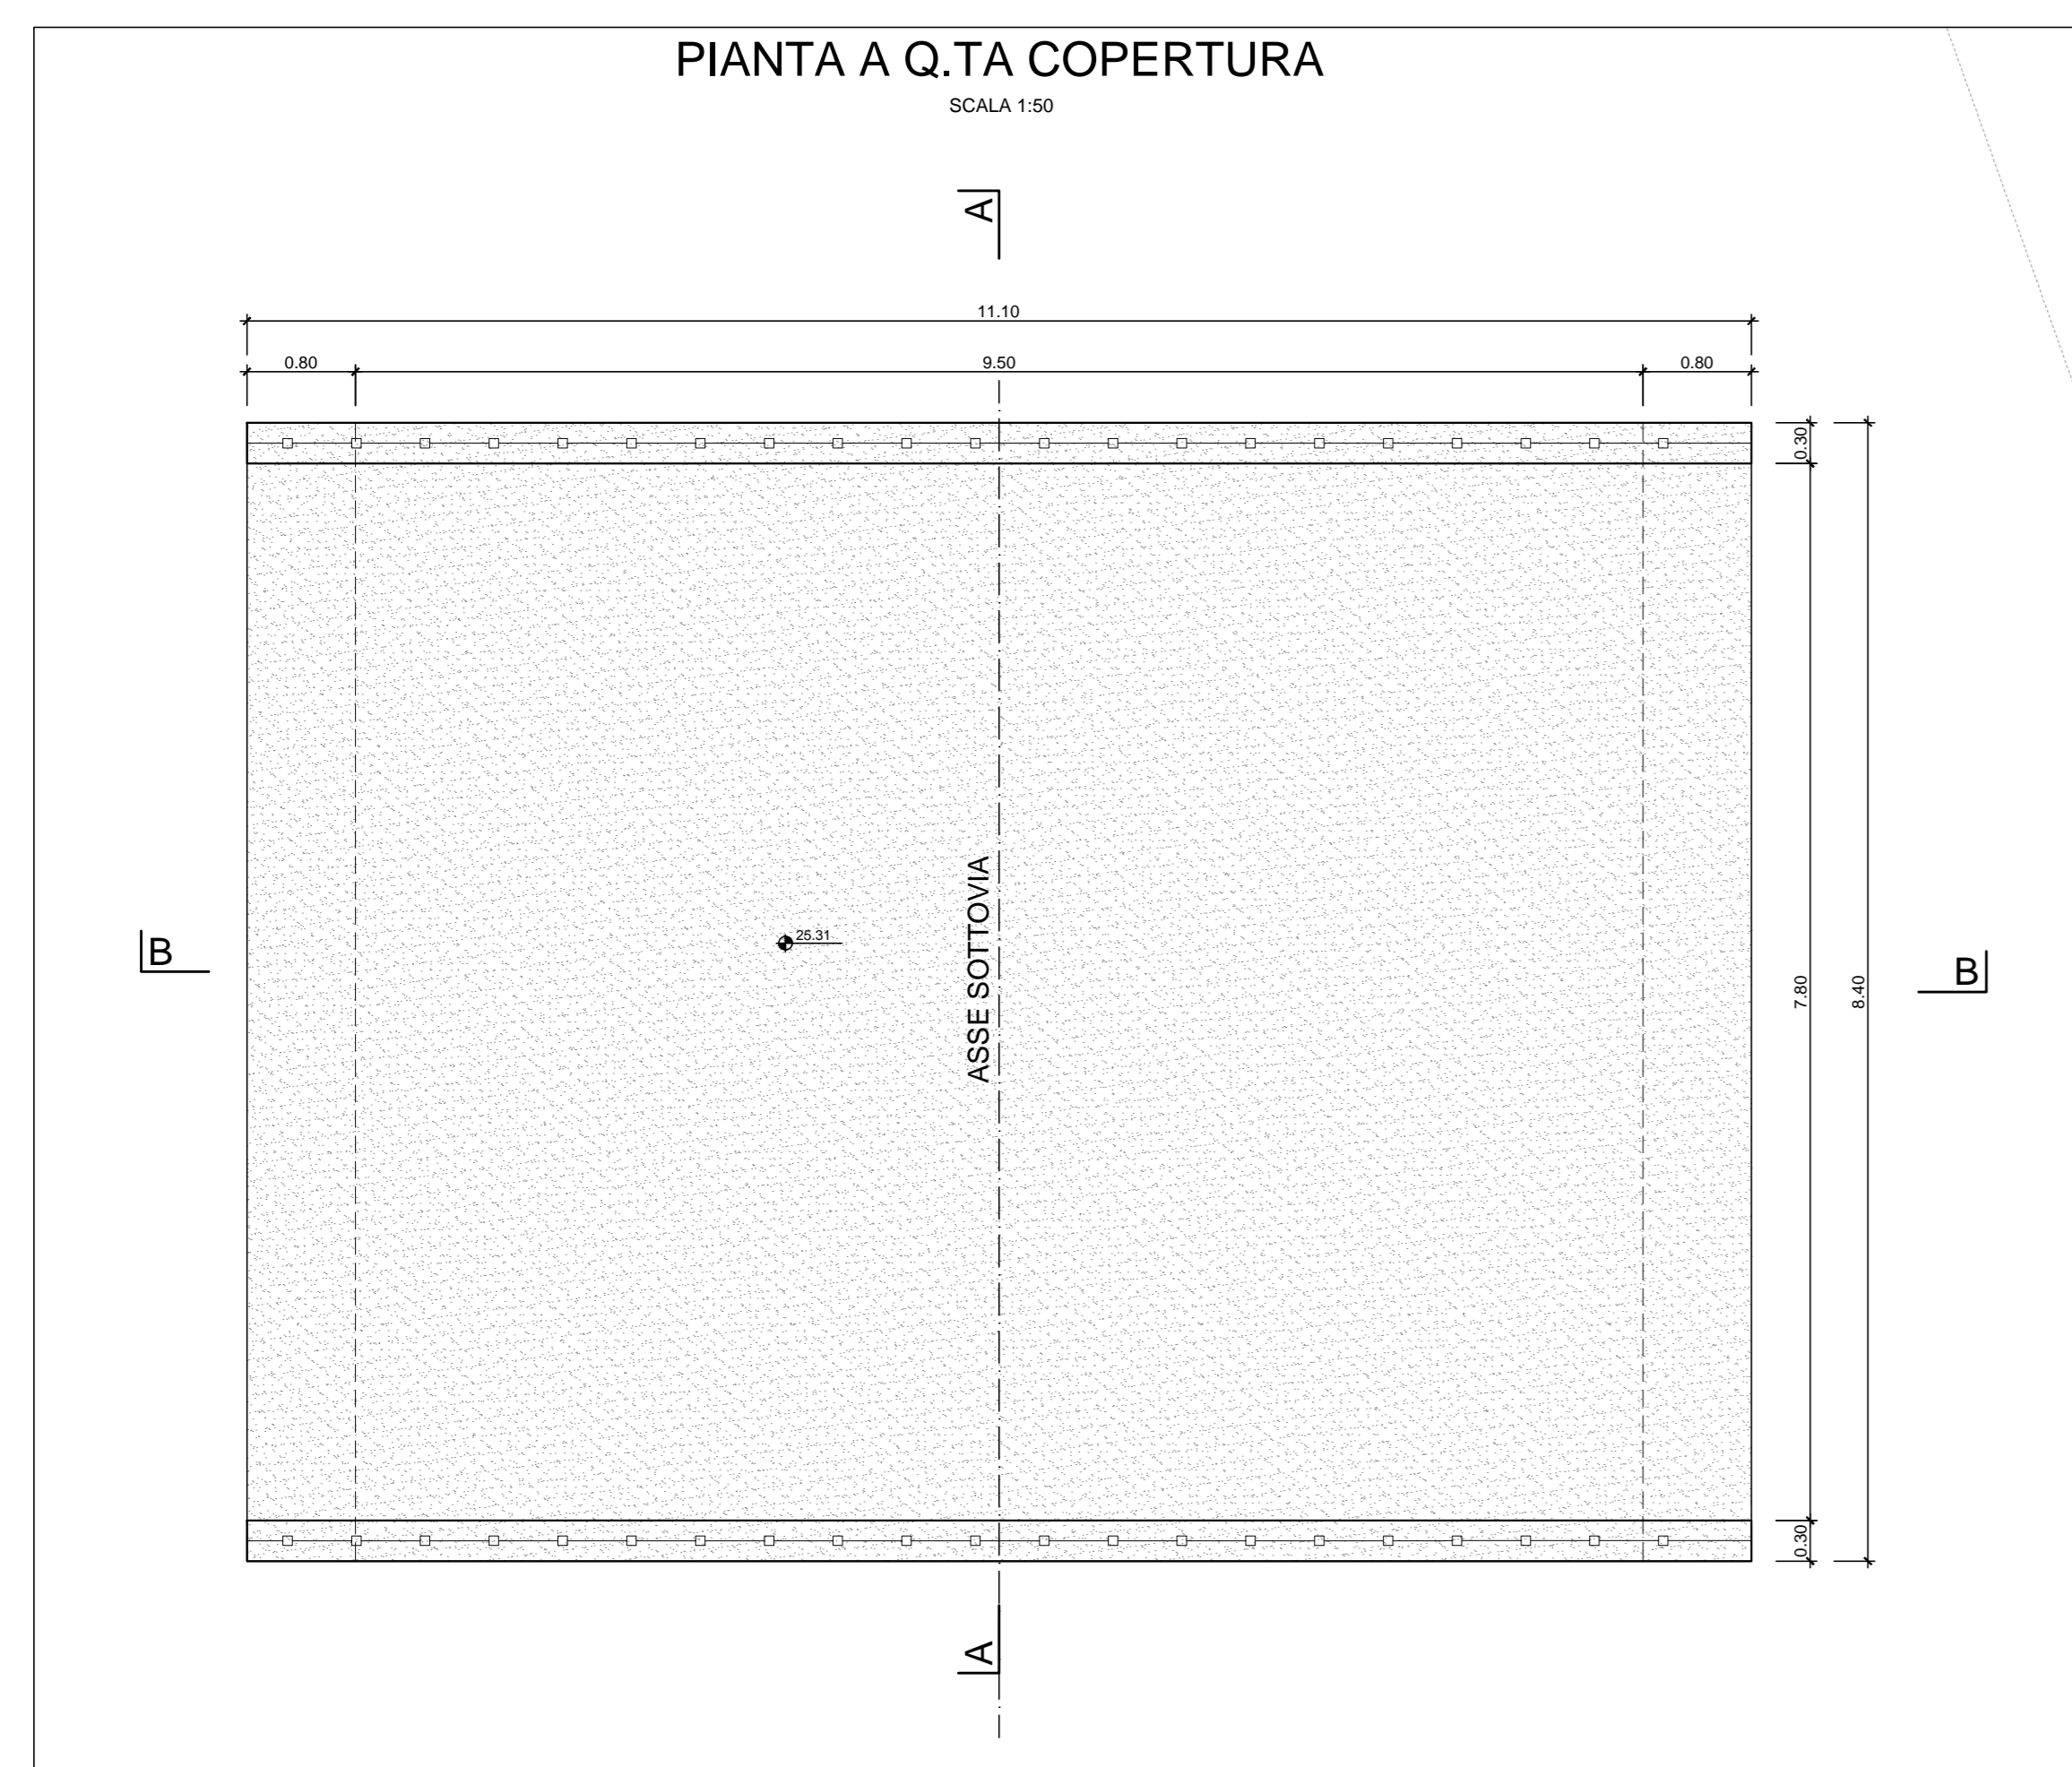 PIANTA A Q.TA COPERTURA
SCALA 1:50
A
11.10
0.80
9.50
0.80
0.30
25.31
ASSE SOTTOVIA
B
B
7.80
8.40
0.30
A